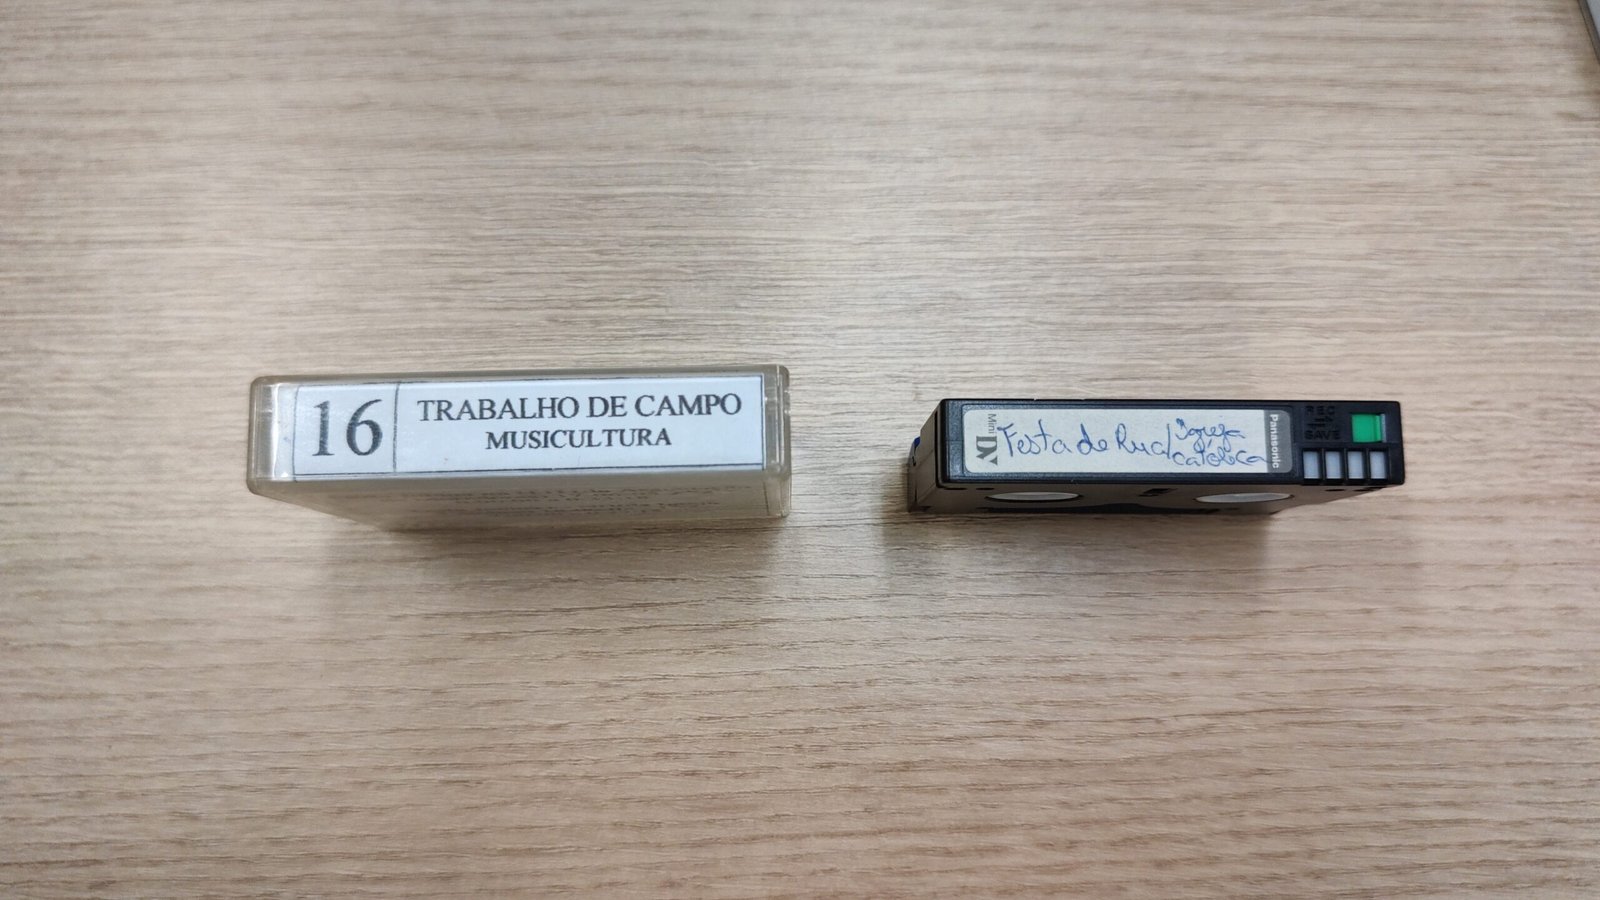 16
TRABALHO DE CAMPO
MUSICULTURA
Mini DV
Festa de Rua/
Igreja
católica
Panasonic
REC
SAVE